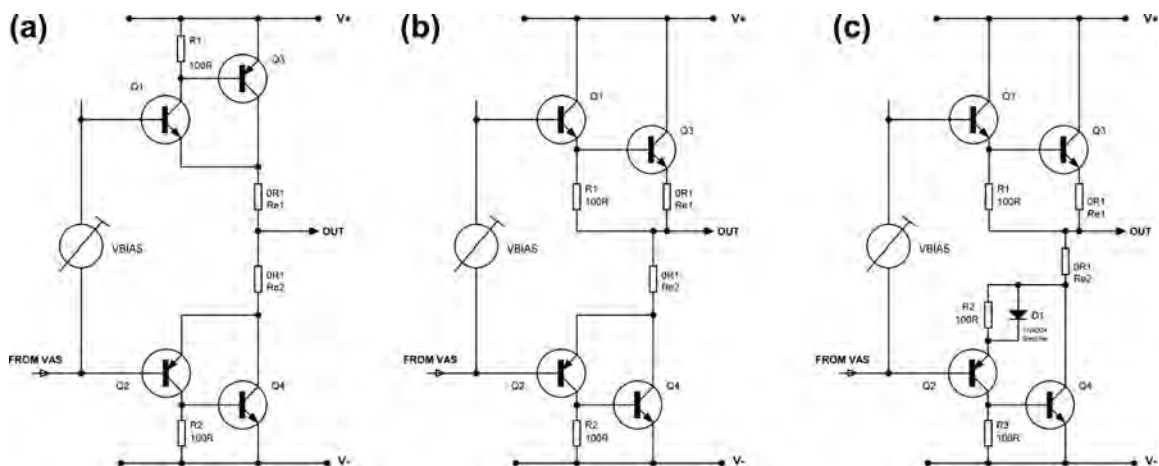 (a)
V+
R1
100R
Q3
Q1
0R1
Re1
VBIAS
OUT
0R1
Re2
FROM VAS
Q2
Q4
R2
100R
V-
(b)
V+
Q1
Q3
R1
100R
0R1
Re1
VBIAS
OUT
0R1
Re2
FROM VAS
Q2
Q4
R2
100R
V-
(c)
V+
Q1
Q3
R1
100R
0R1
Re1
VBIAS
OUT
0R1
Re2
R2
100R
D1
FROM VAS
Q2
Q4
R3
100R
V-